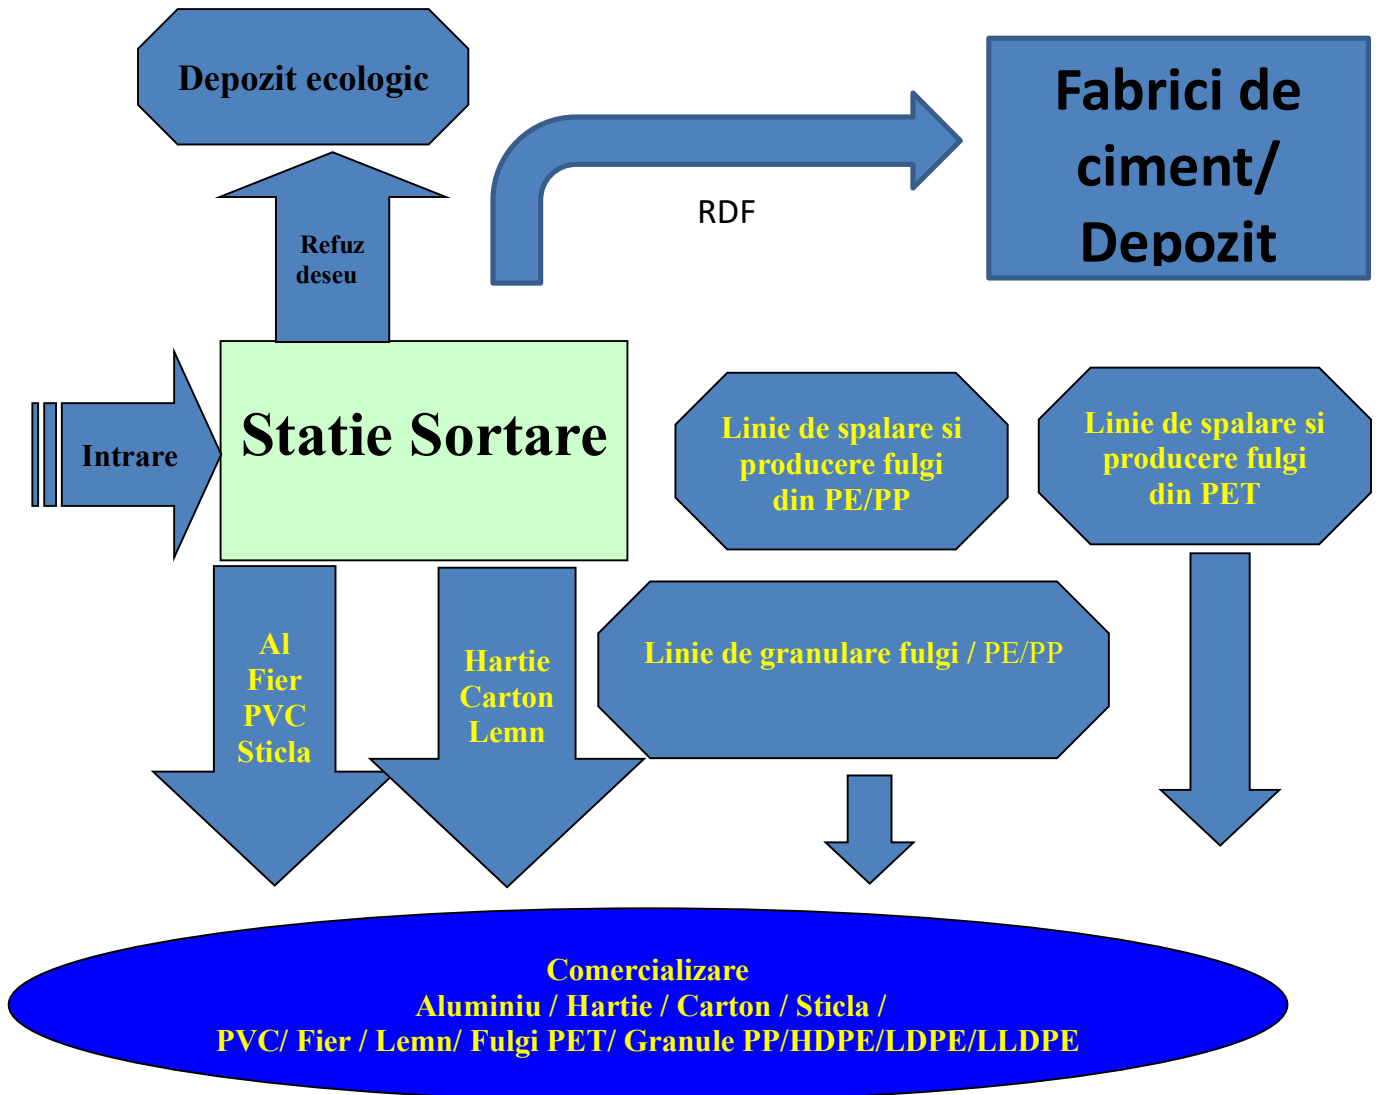 Depozit ecologic
Fabrici de
ciment/
Depozit
RDF
Refuz
deseu
Intrare
Statie Sortare
Linie de spalare si
producere fulgi
din PE/PP
Linie de spalare si
producere fulgi
din PET
Al
Fier
PVC
Sticla
Hartie
Carton
Lemn
Linie de granulare fulgi / PE/PP
Comercializare
Aluminiu / Hartie / Carton / Sticla /
PVC/ Fier / Lemn/ Fulgi PET/ Granule PP/HDPE/LDPE/LLDPE